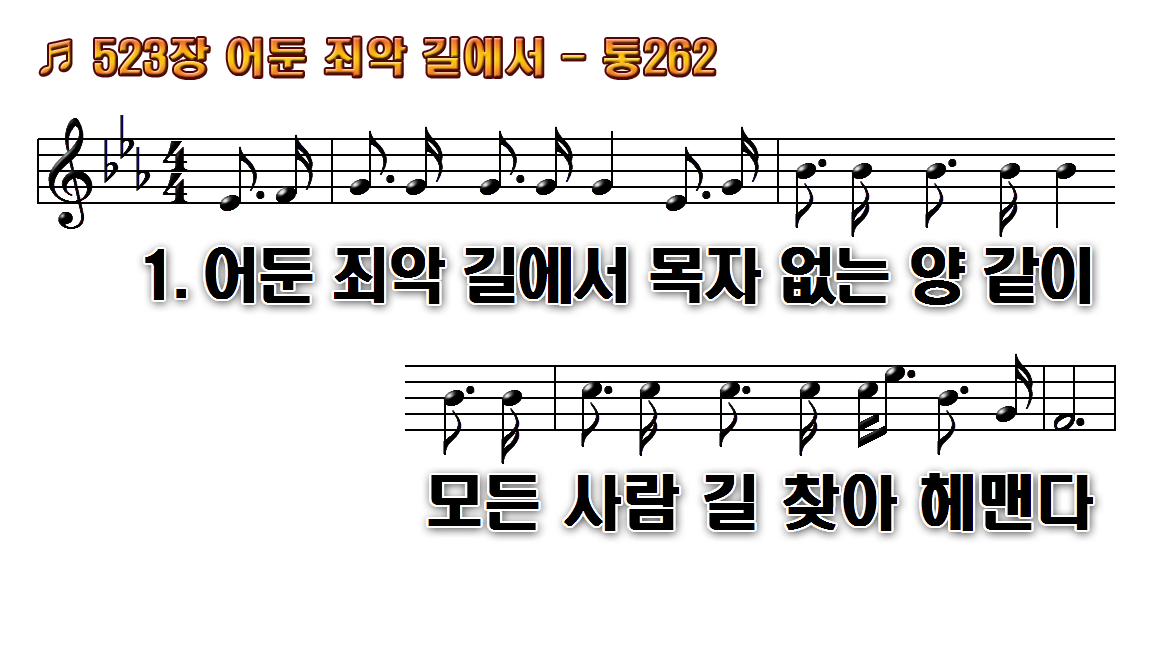 ♬ 523장 어둔 죄악 길에서 - 통262
4
4
1. 어둔 죄악 길에서 목자 없는 양 같이
모든 사람 길 찾아 헤맨다